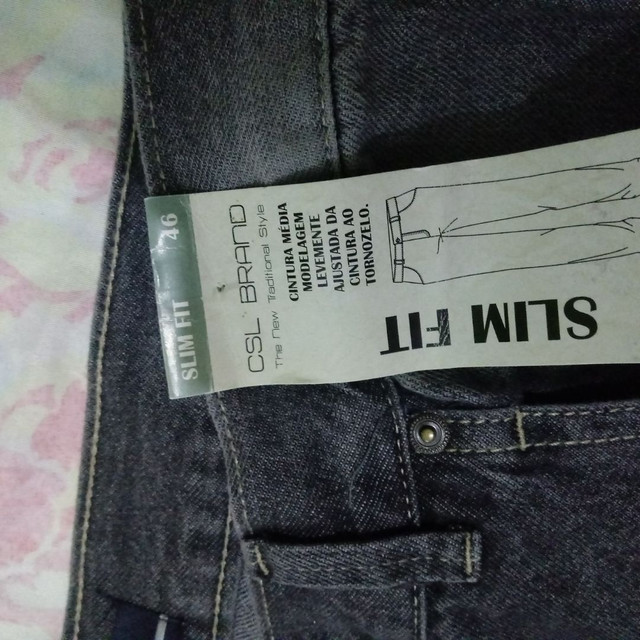 SLIM FIT 46
CSL BRAND
The New Traditional Style
CINTURA MÉDIA
MODELAGEM
LEVEMENTE
AJUSTADA DA
CINTURA AO
TORNOZELO.
SLIM FIT